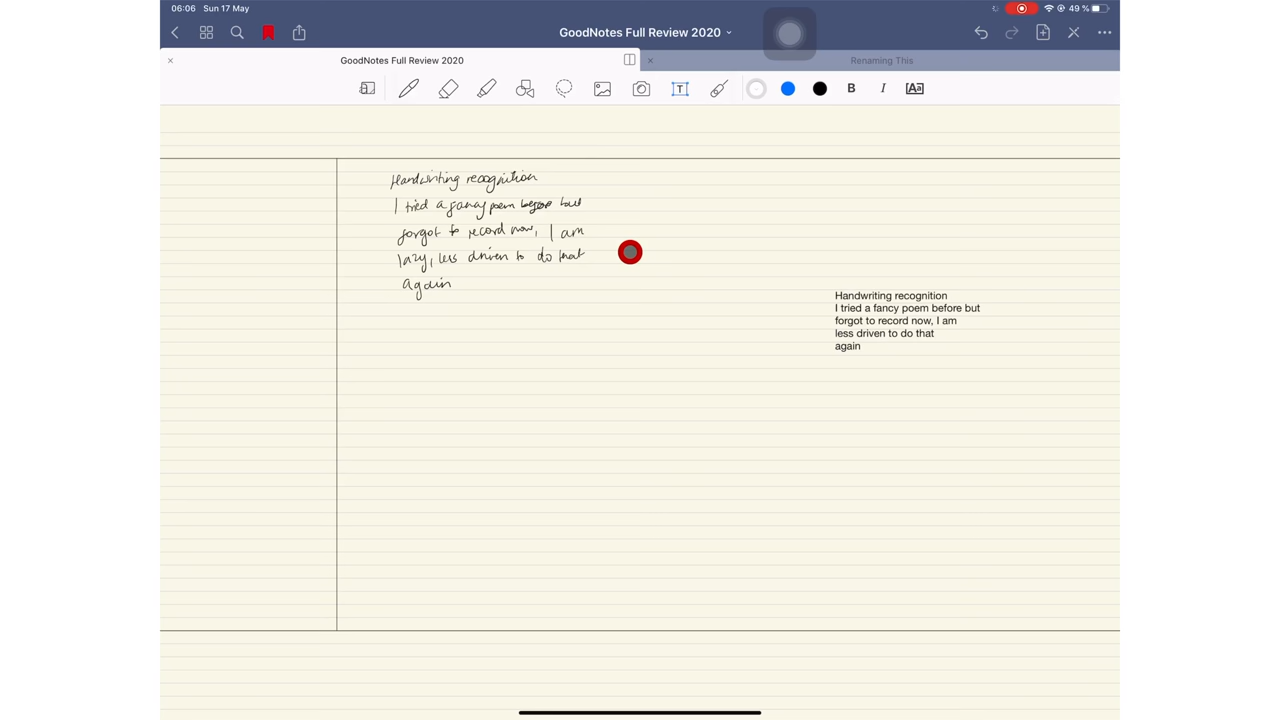 06:06 Sun 17 May
49 %
GoodNotes Full Review 2020
GoodNotes Full Review 2020
Renaming This
T
B I Aa
Handwriting recognition
I tried a fancy poem before but
forgot to record now, I am
lazy, less driven to do that
again
Handwriting recognition
I tried a fancy poem before but
forgot to record now, I am
less driven to do that
again